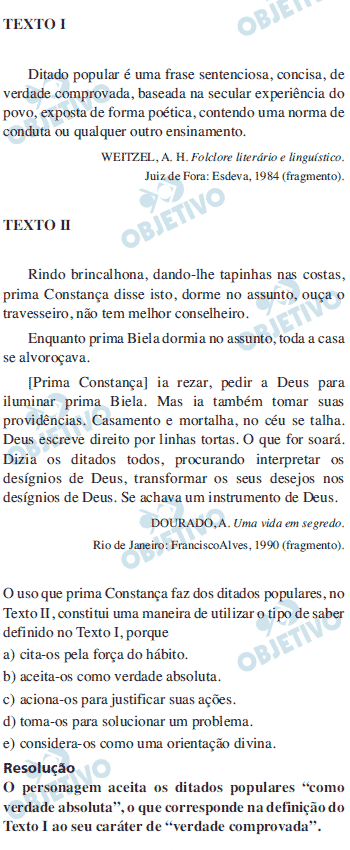 TEXTO I
Ditado popular é uma frase sentenciosa, concisa, de
verdade comprovada, baseada na secular experiência do
povo, exposta de forma poética, contendo uma norma de
conduta ou qualquer outro ensinamento.
WEITZEL, A. H. Folclore literário e linguístico.
Juiz de Fora: Esdeva, 1984 (fragmento).
TEXTO II
Rindo brincalhona, dando-lhe tapinhas nas costas,
prima Constança disse isto, dorme no assunto, ouça o
travesseiro, não tem melhor conselheiro.
Enquanto prima Biela dormia no assunto, toda a casa
se alvoroçava.
[Prima Constança] ia rezar, pedir a Deus para
iluminar prima Biela. Mas ia também tomar suas
providências. Casamento e mortalha, no céu se talha.
Deus escreve direito por linhas tortas. O que for soará.
Dizia os ditados todos, procurando interpretar os
desígnios de Deus, transformar os seus desejos nos
desígnios de Deus. Se achava um instrumento de Deus.
DOURADO, A. Uma vida em segredo.
Rio de Janeiro: FranciscoAlves, 1990 (fragmento).
O uso que prima Constança faz dos ditados populares, no
Texto II, constitui uma maneira de utilizar o tipo de saber
definido no Texto I, porque
a) cita-os pela força do hábito.
b) aceita-os como verdade absoluta.
c) aciona-os para justificar suas ações.
d) toma-os para solucionar um problema.
e) considera-os como uma orientação divina.
Resolução
O personagem aceita os ditados populares “como
verdade absoluta”, o que corresponde na definição do
Texto I ao seu caráter de “verdade comprovada”.
OBJETIVO
OBJETIVO
OBJETIVO
OBJETIVO
OBJETIVO
OBJETIVO
OBJETIVO
OBJETIVO